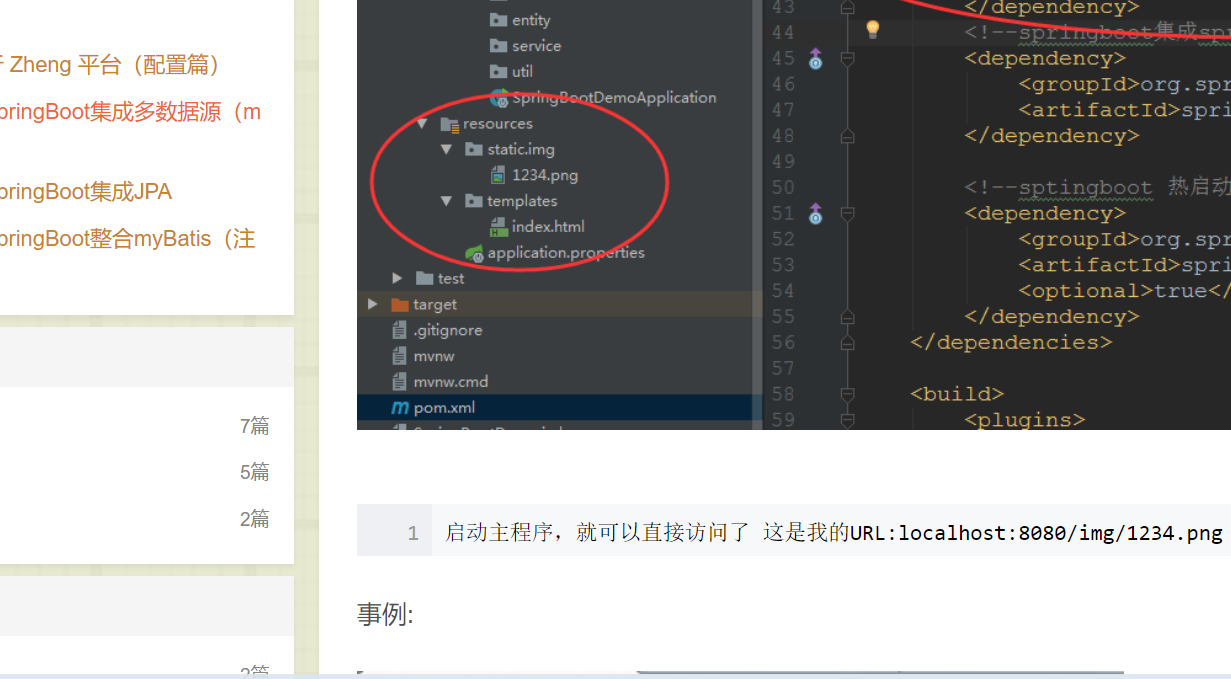 Zheng 平台（配置篇）
pringBoot集成多数据源（m
pringBoot集成JPA
pringBoot整合myBatis（注
7篇
5篇
2篇
entity
service
util
SpringBootDemoApplication
resources
static.img
1234.png
templates
index.html
application.properties
test
target
.gitignore
mvnw
mvnw.cmd
pom.xml
43 </dependency>
44 <!--springboot集成spr
45 <dependency>
46 <groupId>org.spr
47 <artifactId>spri
48 </dependency>
49
50 <!--sptingboot 热启动
51 <dependency>
52 <groupId>org.spr
53 <artifactId>spri
54 <optional>true</
55 </dependency>
56 </dependencies>
57
58 <build>
59 <plugins>
1 启动主程序，就可以直接访问了 这是我的URL:localhost:8080/img/1234.png
事例: